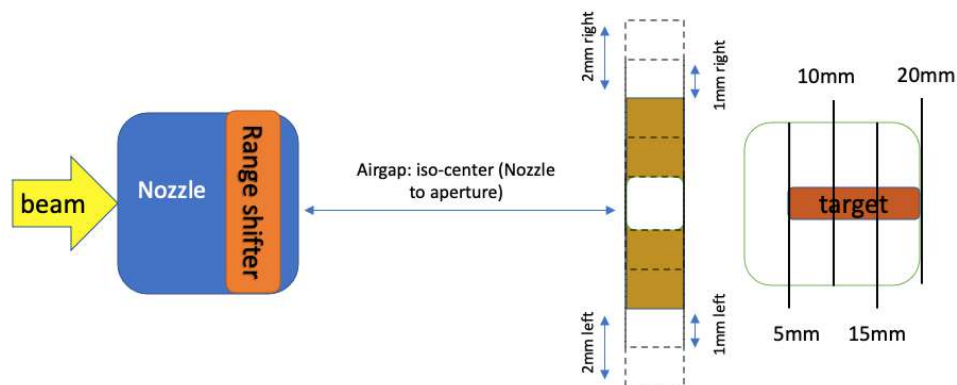 beam
Nozzle
Range shifter
Airgap: iso-center (Nozzle
to aperture)
2mm right
1mm right
2mm left
1mm left
10mm
20mm
target
5mm
15mm